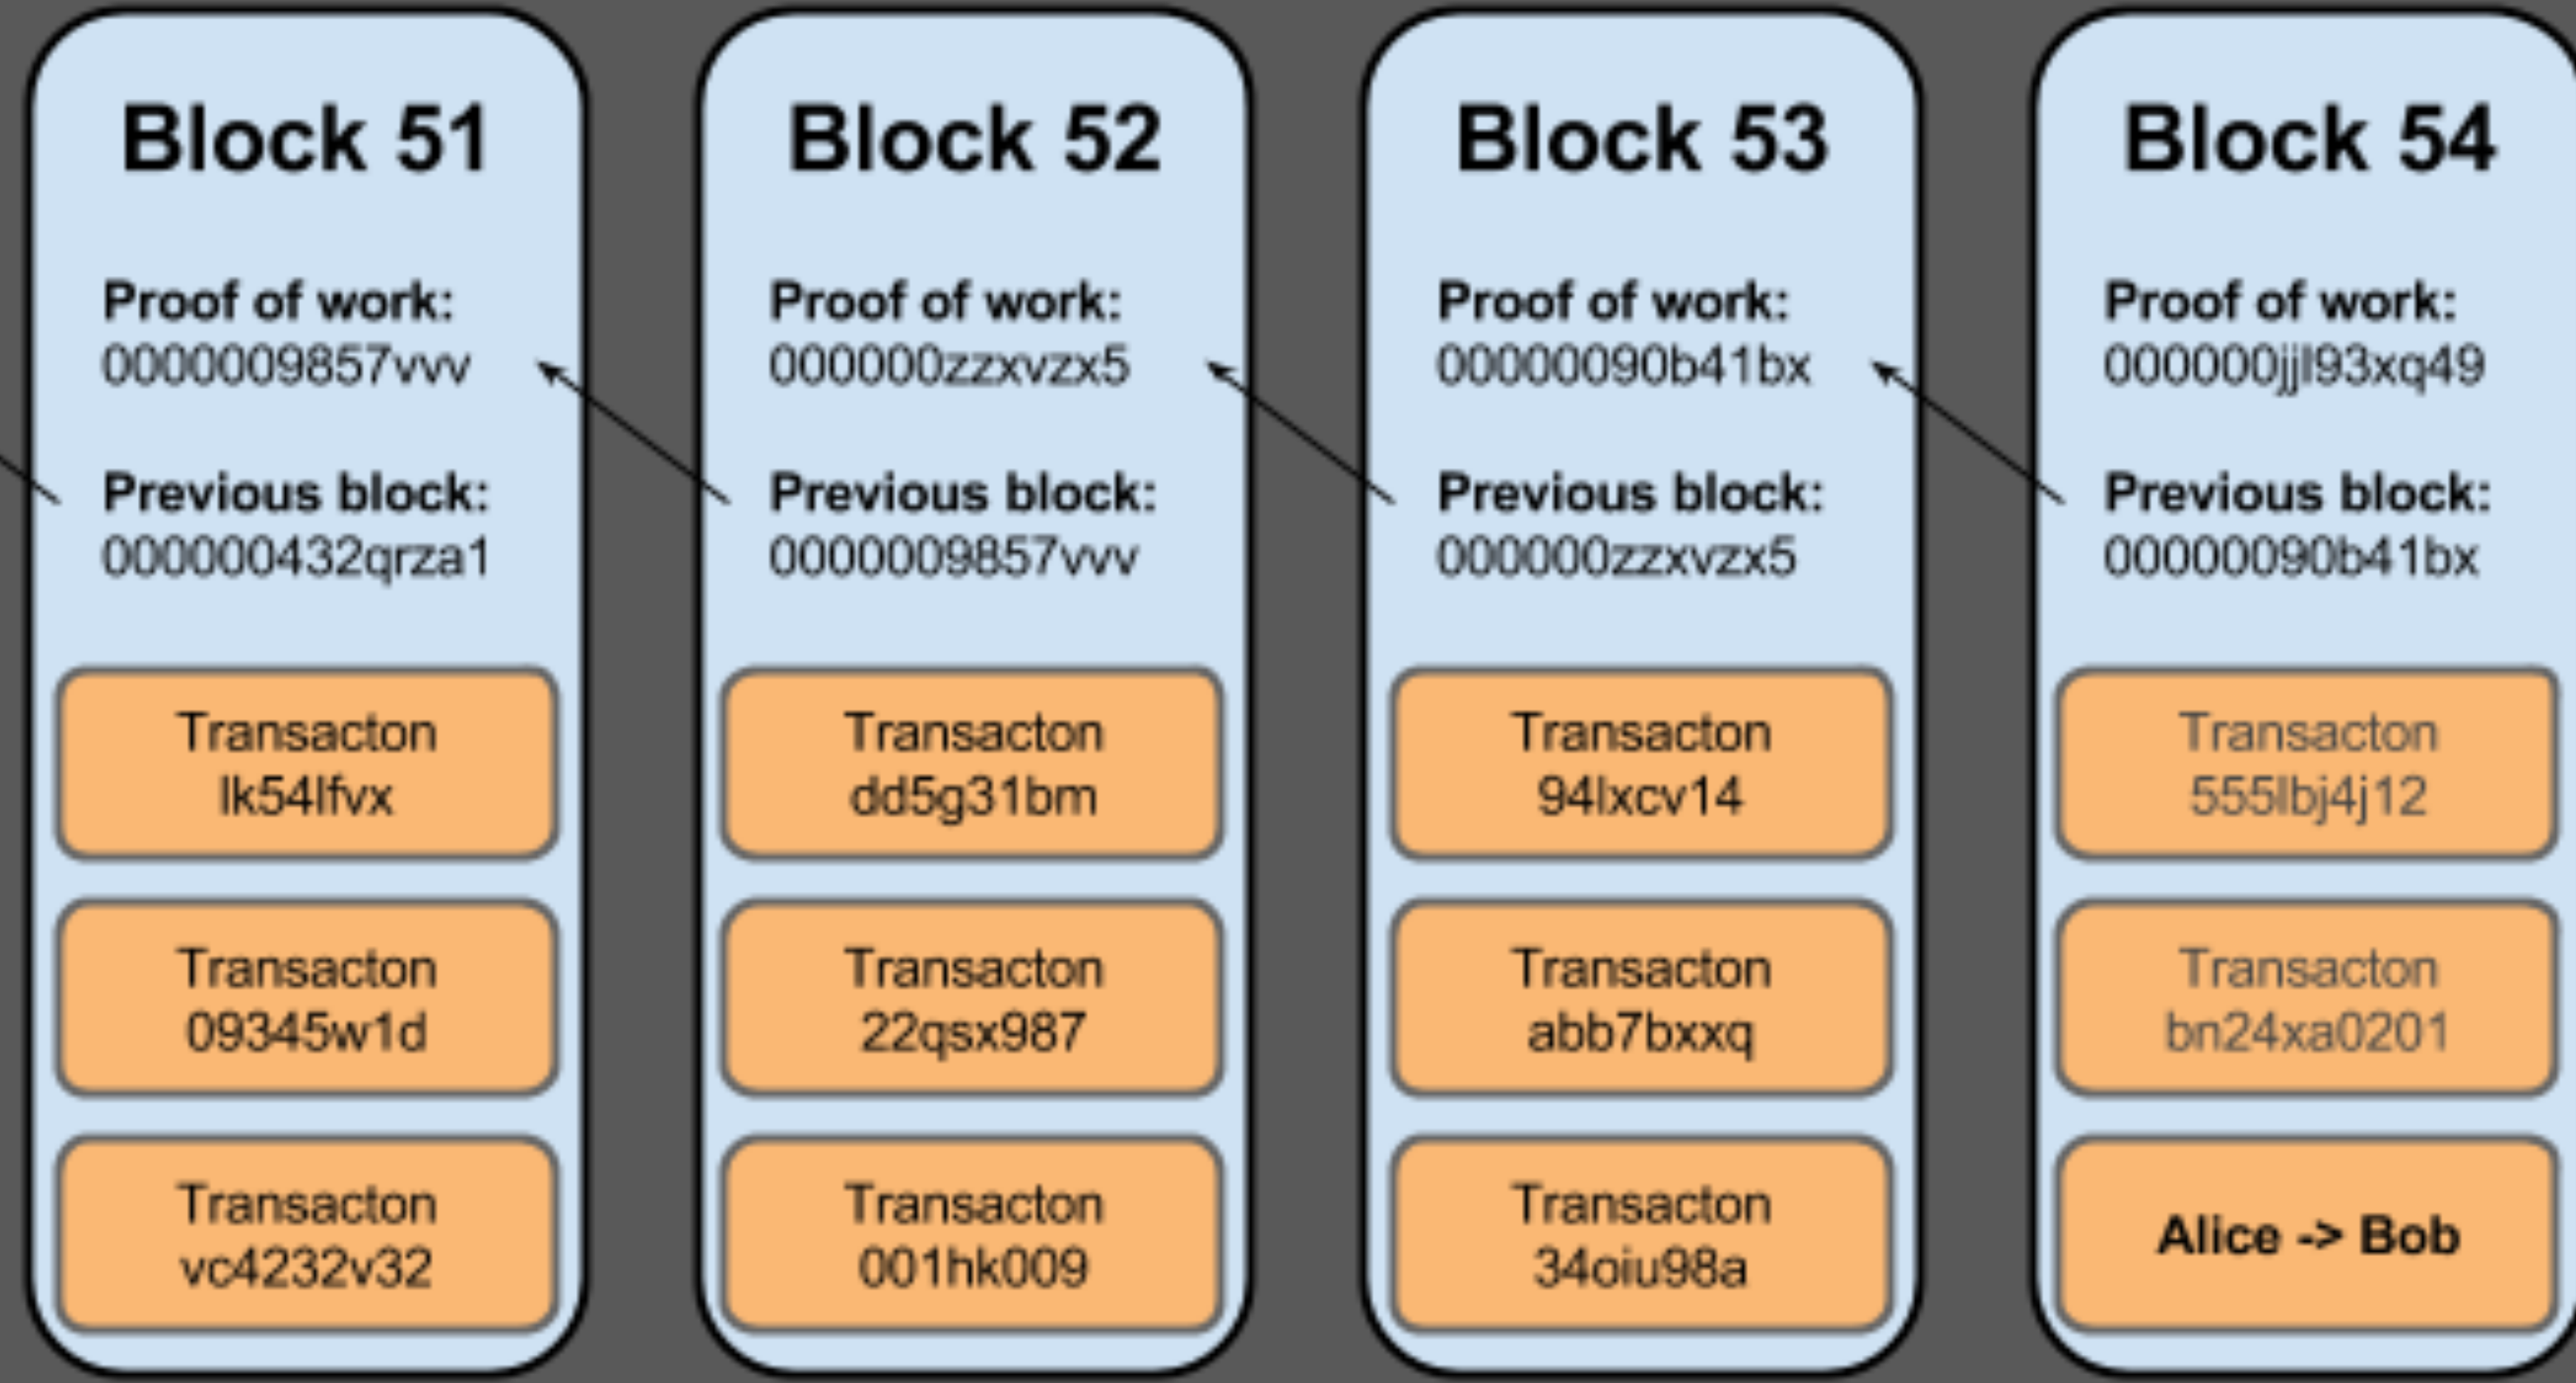 Block 51
Proof of work:
0000009857vvv
Previous block:
000000432qrza1
Transacton
lk54lfvx
Transacton
09345w1d
Transacton
vc4232v32
Block 52
Proof of work:
000000zzxvzx5
Previous block:
0000009857vvv
Transacton
dd5g31bm
Transacton
22qsx987
Transacton
001hk009
Block 53
Proof of work:
00000090b41bx
Previous block:
000000zzxvzx5
Transacton
94lxcv14
Transacton
abb7bxxq
Transacton
34oiu98a
Block 54
Proof of work:
000000jjl93xq49
Previous block:
00000090b41bx
Transacton
555lbj4j12
Transacton
bn24xa0201
Alice -> Bob